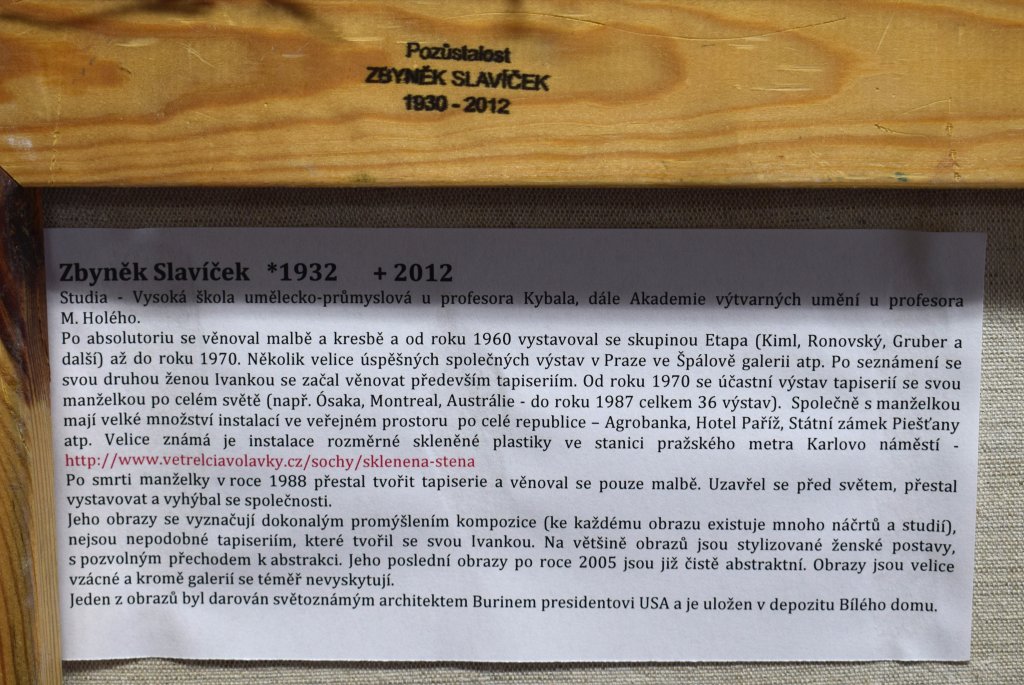 Pozůstalost
ZBYNĚK SLAVÍČEK
1930 - 2012
Zbyněk Slavíček *1932 + 2012
Studia - Vysoká škola umělecko-průmyslová u profesora Kybala, dále Akademie výtvarných umění u profesora
M. Holého.
Po absolutoriu se věnoval malbě a kresbě a od roku 1960 vystavoval se skupinou Etapa (Kiml, Ronovský, Gruber a
další) až do roku 1970. Několik velice úspěšných společných výstav v Praze ve Špálově galerii atp. Po seznámení se
svou druhou ženou Ivankou se začal věnovat především tapiseriím. Od roku 1970 se účastní výstav tapiserií se svou
manželkou po celém světě (např. Ósaka, Montreal, Austrálie - do roku 1987 celkem 36 výstav). Společně s manželkou
mají velké množství instalací ve veřejném prostoru po celé republice – Agrobanka, Hotel Paříž, Státní zámek Piešťany
atp. Velice známá je instalace rozměrné skleněné plastiky ve stanici pražského metra Karlovo náměstí -
http://www.vetrelciavolavky.cz/sochy/sklenena-stena
Po smrti manželky v roce 1988 přestal tvořit tapiserie a věnoval se pouze malbě. Uzavřel se před světem, přestal
vystavovat a vyhýbal se společnosti.
Jeho obrazy se vyznačují dokonalým promýšlením kompozice (ke každému obrazu existuje mnoho náčrtů a studií),
nejsou nepodobné tapiseriím, které tvořil se svou Ivankou. Na většině obrazů jsou stylizované ženské postavy,
s pozvolným přechodem k abstrakci. Jeho poslední obrazy po roce 2005 jsou již čistě abstraktní. Obrazy jsou velice
vzácné a kromě galerií se téměř nevyskytují.
Jeden z obrazů byl darován světoznámým architektem Burinem presidentovi USA a je uložen v depozitu Bílého domu.